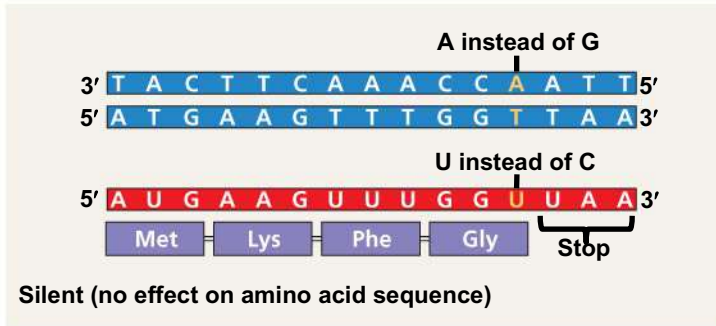 A instead of G
3′ T A C T T C A A A C C A A T T 5′
5′ A T G A A G T T T G G T T A A 3′
U instead of C
5′ A U G A A G U U U G G U U A A 3′
Met Lys Phe Gly Stop
Silent (no effect on amino acid sequence)